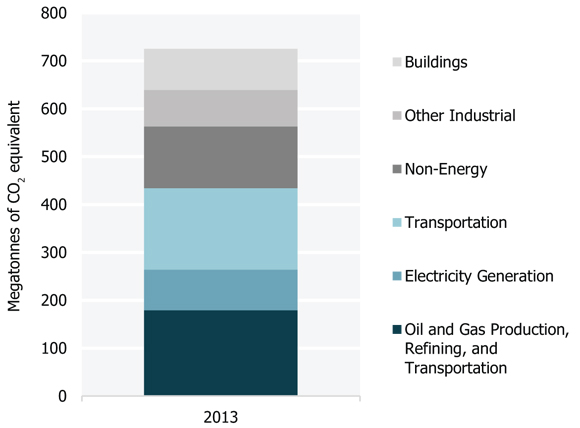 Megatonnes of CO₂ equivalent
800
700
600
500
400
300
200
100
0
2013
Buildings
Other Industrial
Non-Energy
Transportation
Electricity Generation
Oil and Gas Production,
Refining, and
Transportation